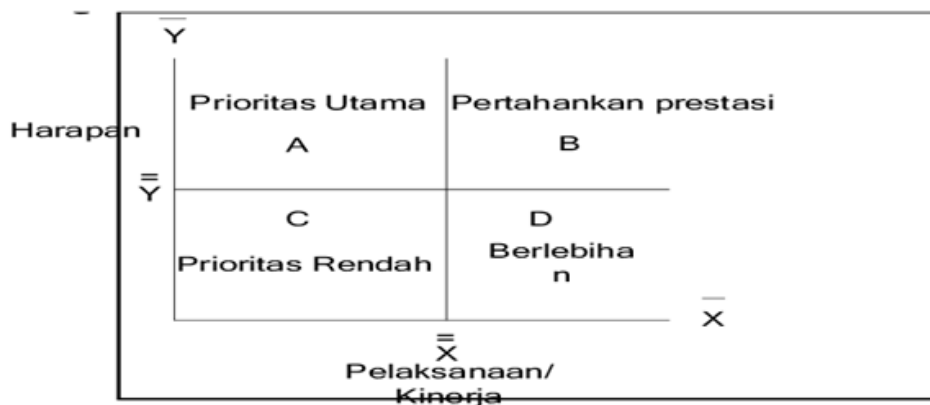 Y̅
Prioritas Utama
Pertahankan prestasi
Harapan
A
B
Y̿
C
D
Prioritas Rendah
Berlebiha
n
X̅
X̿
Pelaksanaan/
Kinerja